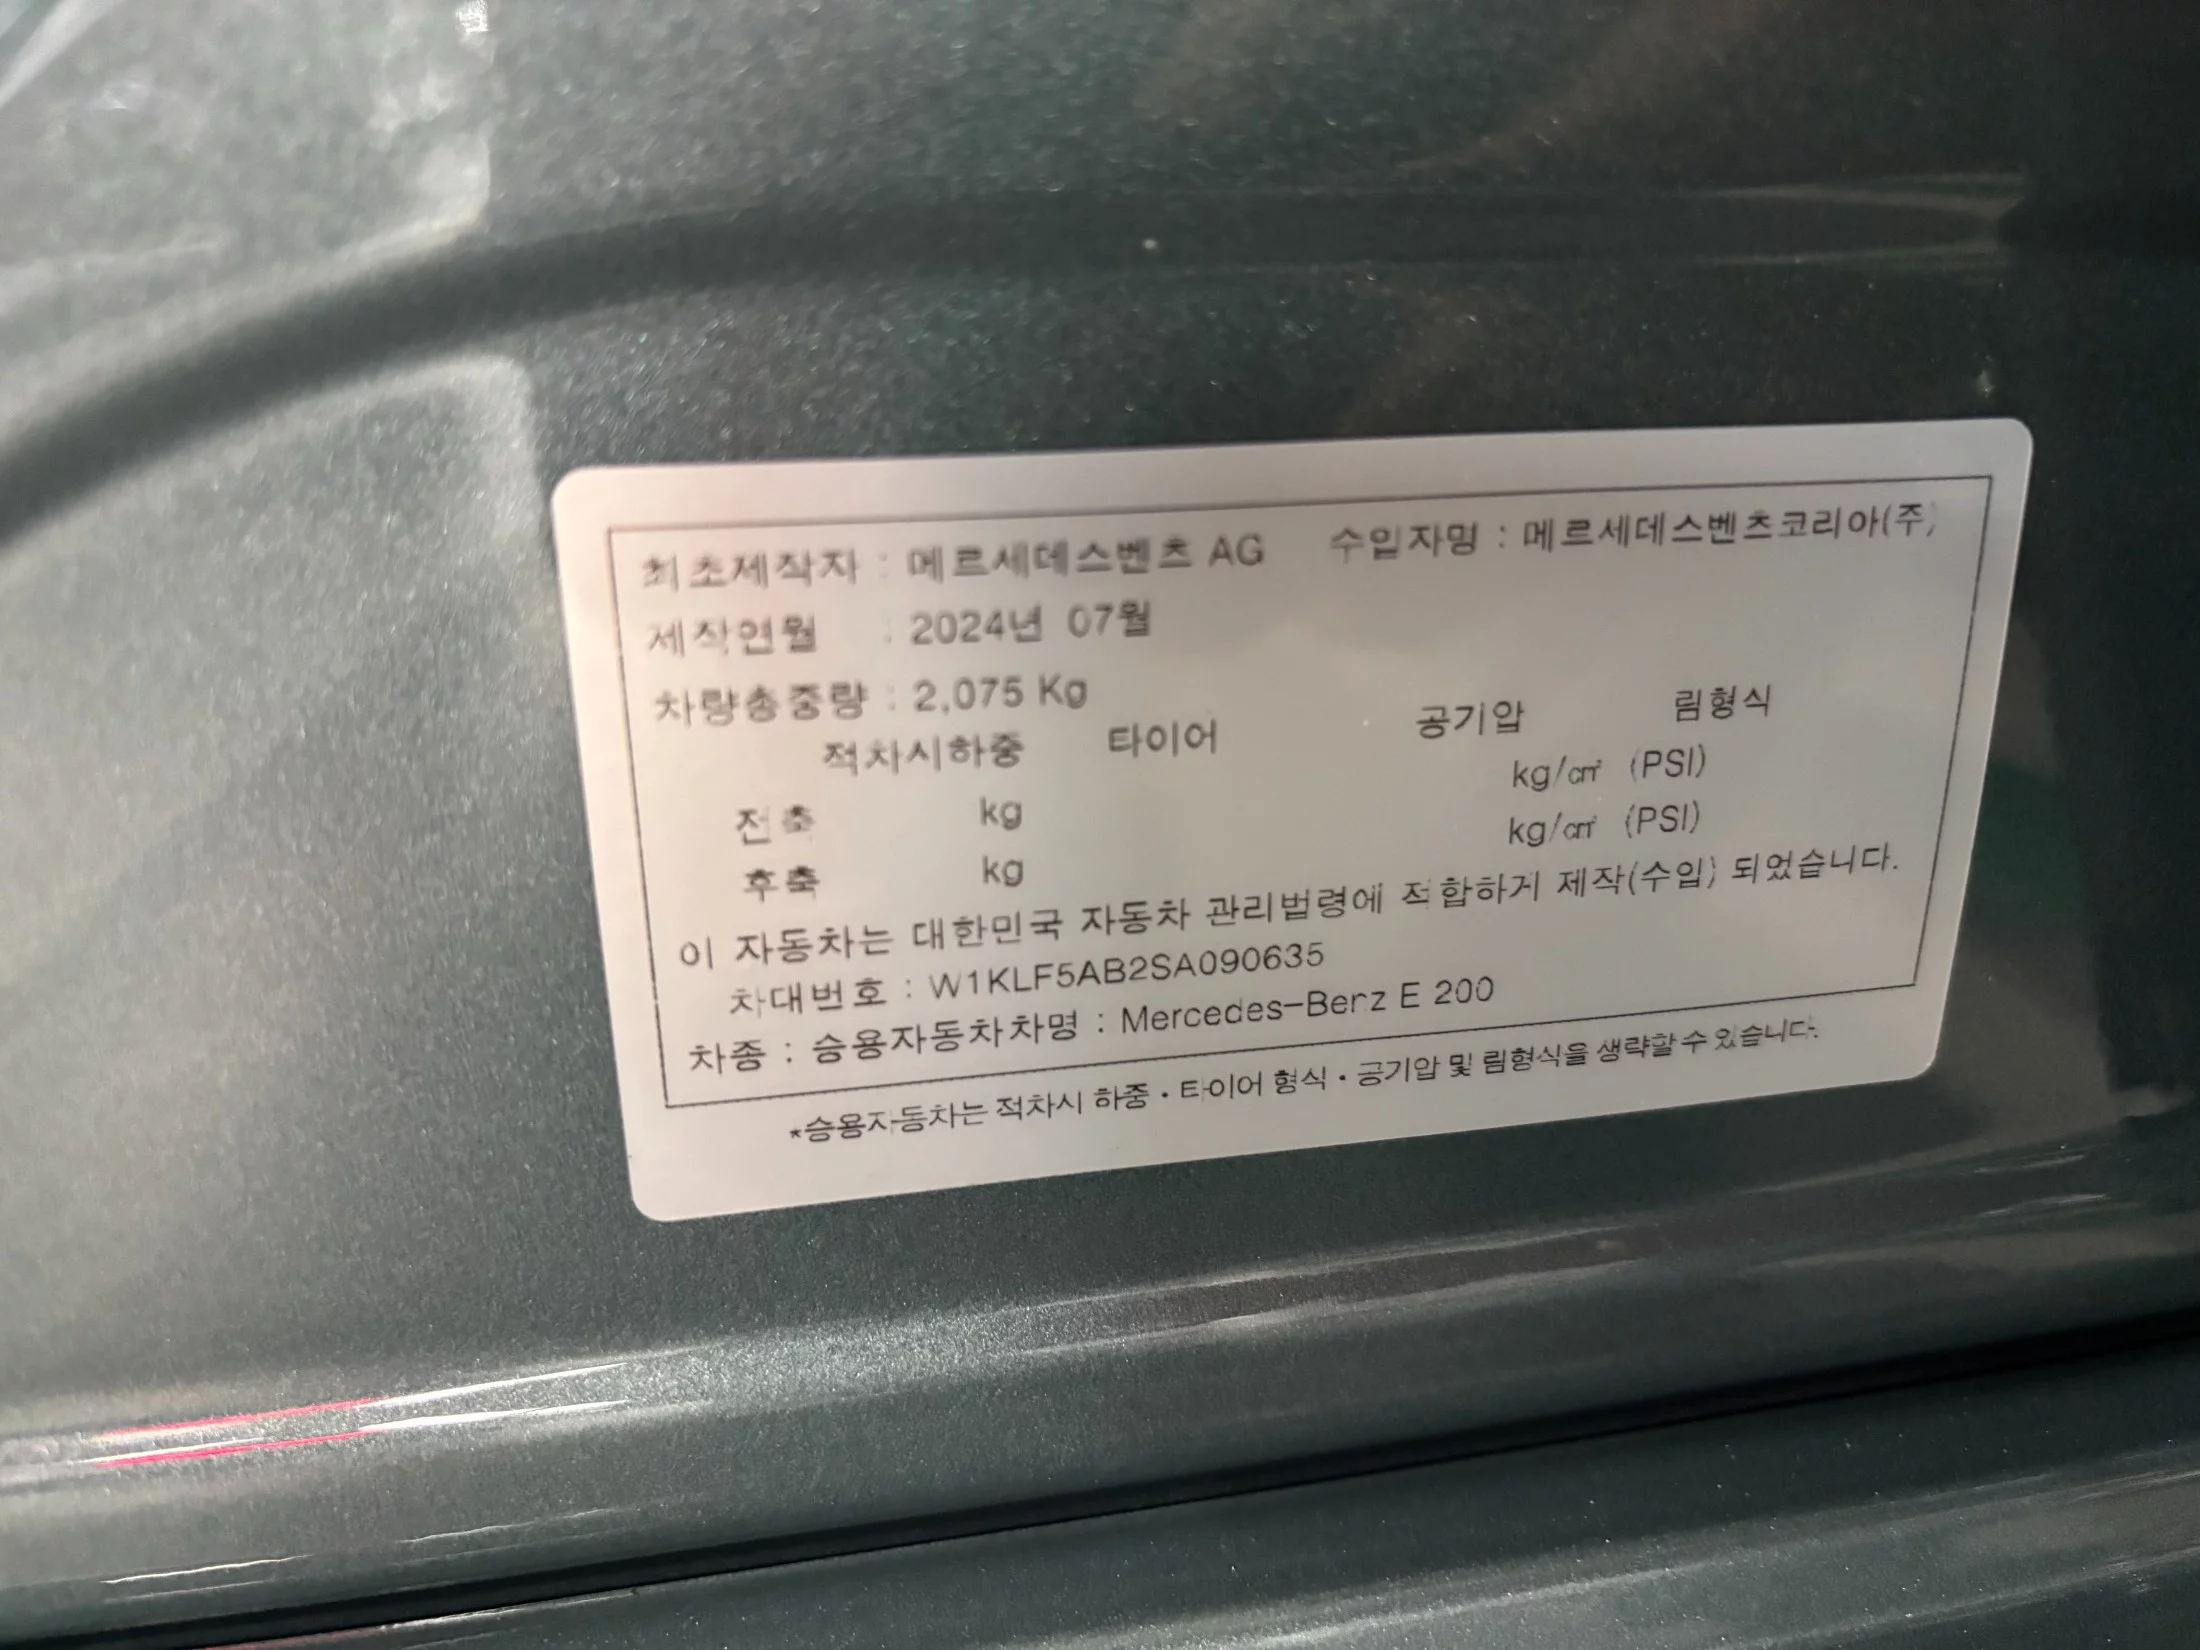 최초제작자 : 메르세데스벤츠 AG 수입자명 : 메르세데스벤츠코리아(주)
제작연월 : 2024년 07월
차량총중량 : 2,075 Kg
적차시하중 타이어 공기압 림형식
전축 kg kg/㎠ (PSI)
후축 kg kg/㎠ (PSI)
이 자동차는 대한민국 자동차 관리법령에 적합하게 제작(수입) 되었습니다.
차대번호 : W1KLF5AB2SA090635
차종 : 승용자동차차명 : Mercedes-Benz E 200
*승용자동차는 적차시 하중·타이어 형식·공기압 및 림형식을 생략할 수 있습니다.